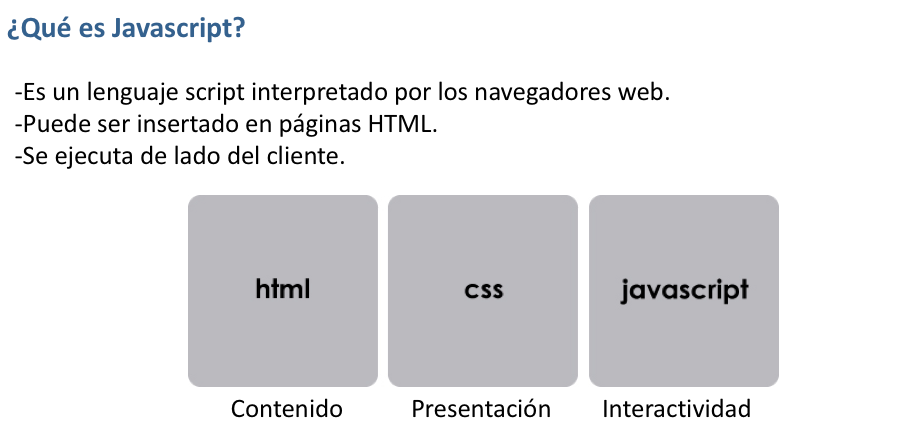 ¿Qué es Javascript?
-Es un lenguaje script interpretado por los navegadores web.
-Puede ser insertado en páginas HTML.
-Se ejecuta de lado del cliente.
html css javascript
Contenido Presentación Interactividad